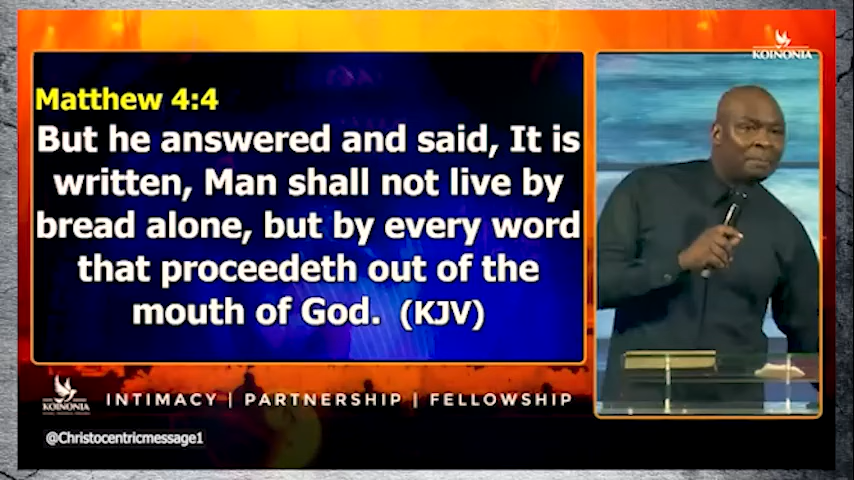 KOINONIA
Matthew 4:4
But he answered and said, It is
written, Man shall not live by
bread alone, but by every word
that proceedeth out of the
mouth of God. (KJV)
KOINONIA
INTIMACY | PARTNERSHIP | FELLOWSHIP
@Christocentricmessage1